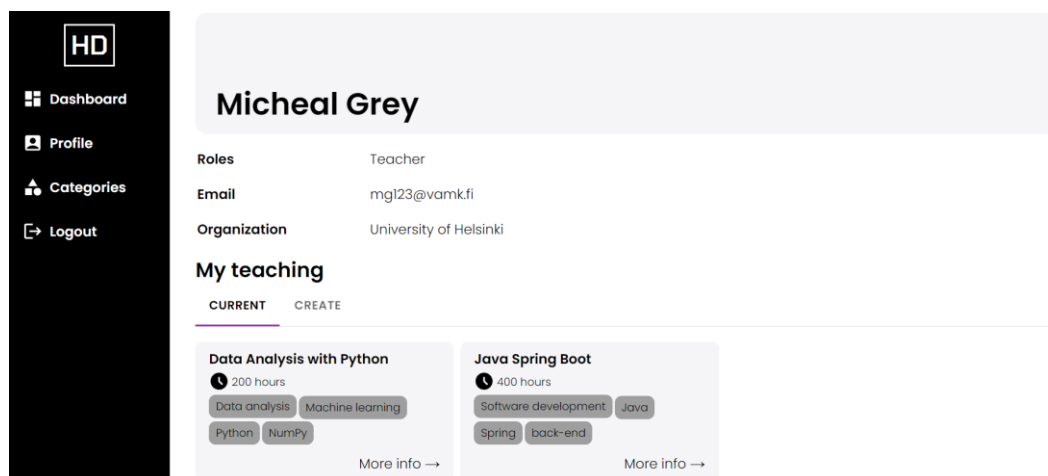 HD
Dashboard
Profile
Categories
Logout
Micheal Grey
Roles Teacher
Email mg123@vamk.fi
Organization University of Helsinki
My teaching
CURRENT CREATE
Data Analysis with Python
200 hours
Data analysis Machine learning
Python NumPy
More info →
Java Spring Boot
400 hours
Software development Java
Spring back-end
More info →